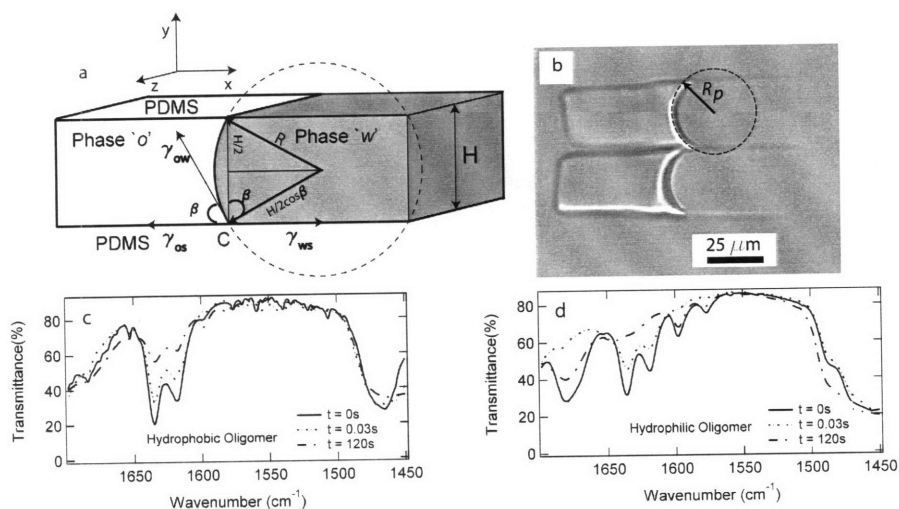 a
y
z
x
PDMS
Phase `o'
Phase `w'
γow
H/2
R
H
β
β
β
H/2cosβ
PDMS
γos
C
γws
b
Rp
25 μm
c
80
60
40
20
0
Transmittance(%)
t = 0s
t = 0.03s
t = 120s
Hydrophobic Oligomer
1650
1600
1550
1500
1450
Wavenumber (cm-1)
d
80
60
40
20
0
Transmittance(%)
t = 0s
t = 0.03s
t = 120s
Hydrophilic Oligomer
1650
1600
1550
1500
1450
Wavenumber (cm-1)